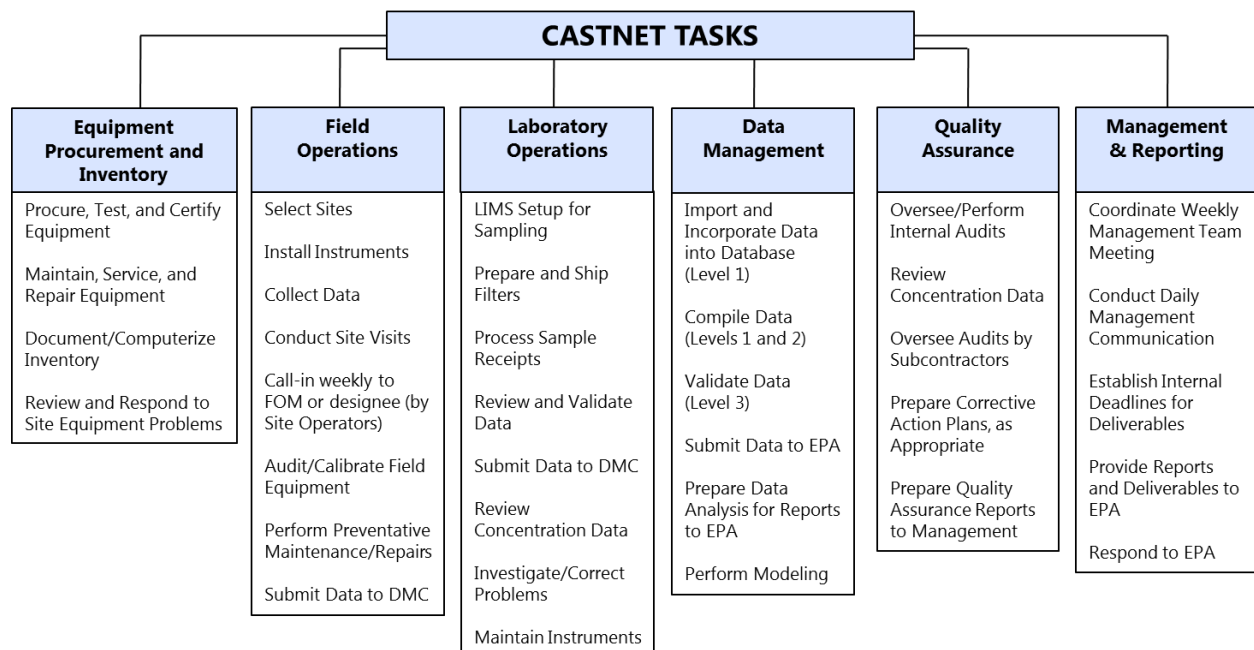 CASTNET TASKS
Equipment
Procurement and
Inventory
Procure, Test, and Certify
Equipment
Maintain, Service, and
Repair Equipment
Document/Computerize
Inventory
Review and Respond to
Site Equipment Problems
Field
Operations
Select Sites
Install Instruments
Collect Data
Conduct Site Visits
Call-in weekly to
FOM or designee (by
Site Operators)
Audit/Calibrate Field
Equipment
Perform Preventative
Maintenance/Repairs
Submit Data to DMC
Laboratory
Operations
LIMS Setup for
Sampling
Prepare and Ship
Filters
Process Sample
Receipts
Review and Validate
Data
Submit Data to DMC
Review
Concentration Data
Investigate/Correct
Problems
Maintain Instruments
Data
Management
Import and
Incorporate Data
into Database
(Level 1)
Compile Data
(Levels 1 and 2)
Validate Data
(Level 3)
Submit Data to EPA
Prepare Data
Analysis for Reports
to EPA
Perform Modeling
Quality
Assurance
Oversee/Perform
Internal Audits
Review
Concentration Data
Oversee Audits by
Subcontractors
Prepare Corrective
Action Plans, as
Appropriate
Prepare Quality
Assurance Reports
to Management
Management
& Reporting
Coordinate Weekly
Management Team
Meeting
Conduct Daily
Management
Communication
Establish Internal
Deadlines for
Deliverables
Provide Reports
and Deliverables to
EPA
Respond to EPA